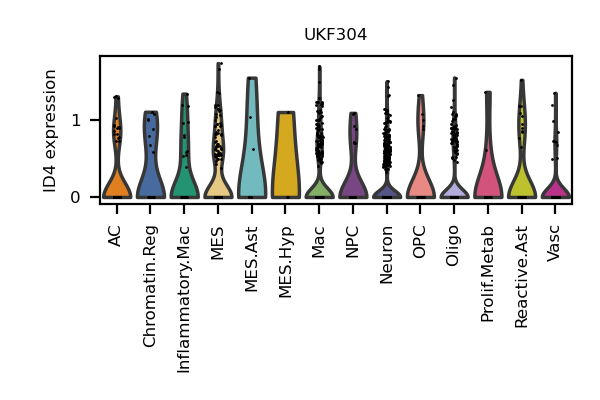 UKF304
ID4 expression
1
0
AC
Chromatin.Reg
Inflammatory.Mac
MES
MES.Ast
MES.Hyp
Mac
NPC
Neuron
OPC
Oligo
Prolif.Metab
Reactive.Ast
Vasc